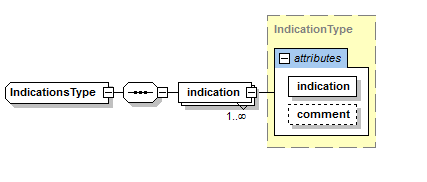 IndicationType
attributes
IndicationsType
indication
1..∞
indication
comment